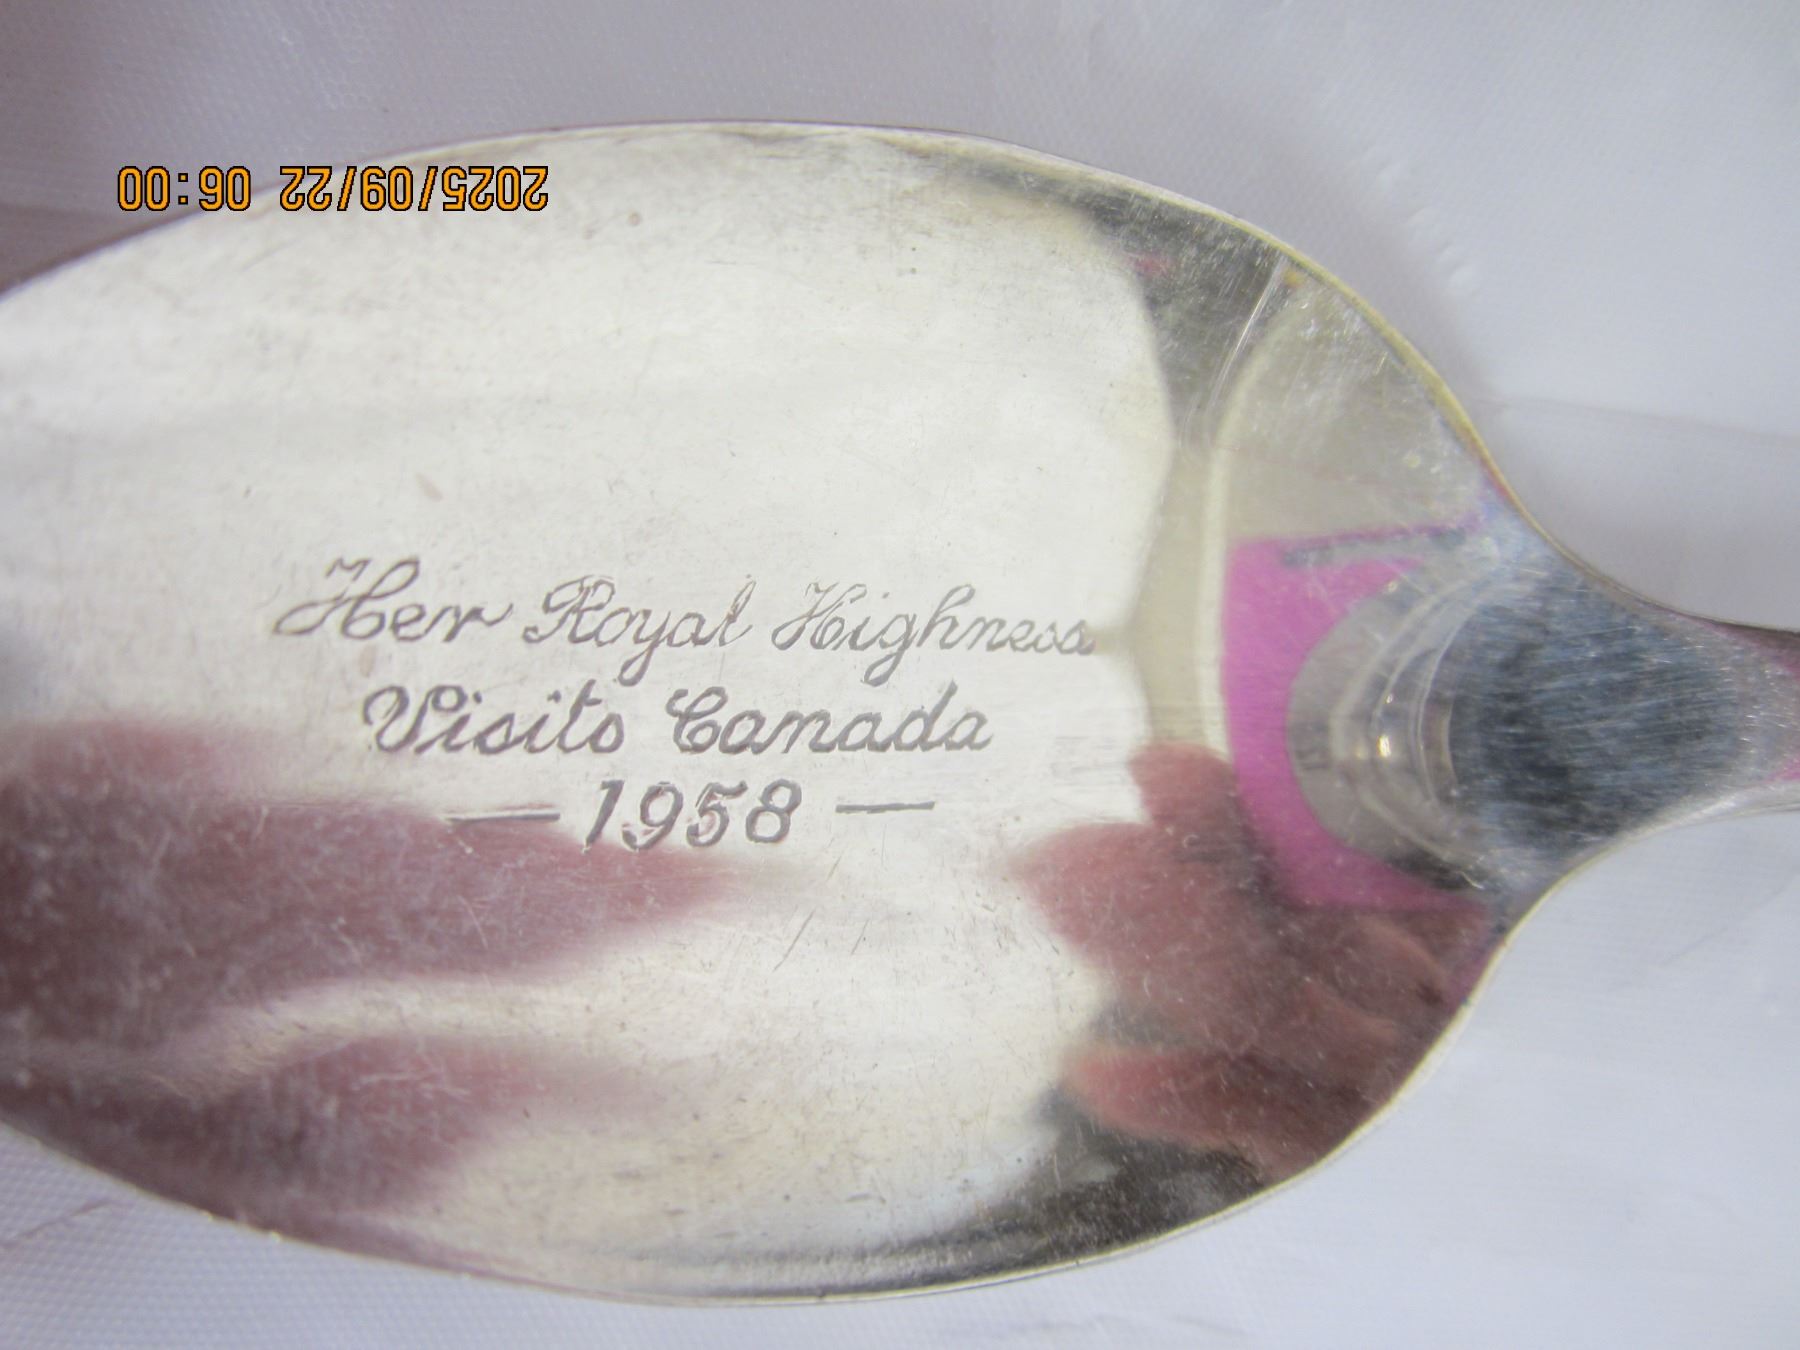 2025/09/22 06:00
Her Royal Highness
Visits Canada
— 1958 —